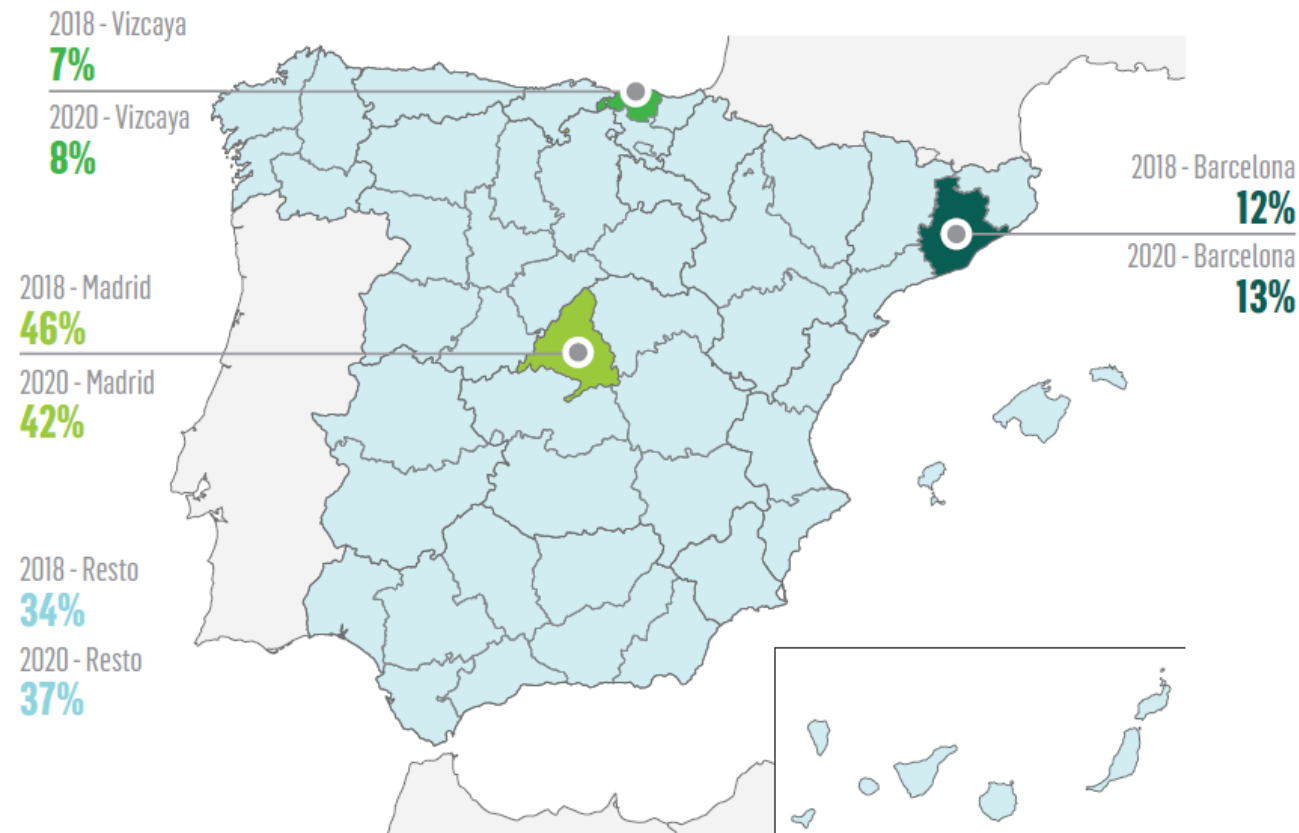 2018 - Vizcaya
7%
2020 - Vizcaya
8%
2018 - Barcelona
12%
2020 - Barcelona
13%
2018 - Madrid
46%
2020 - Madrid
42%
2018 - Resto
34%
2020 - Resto
37%